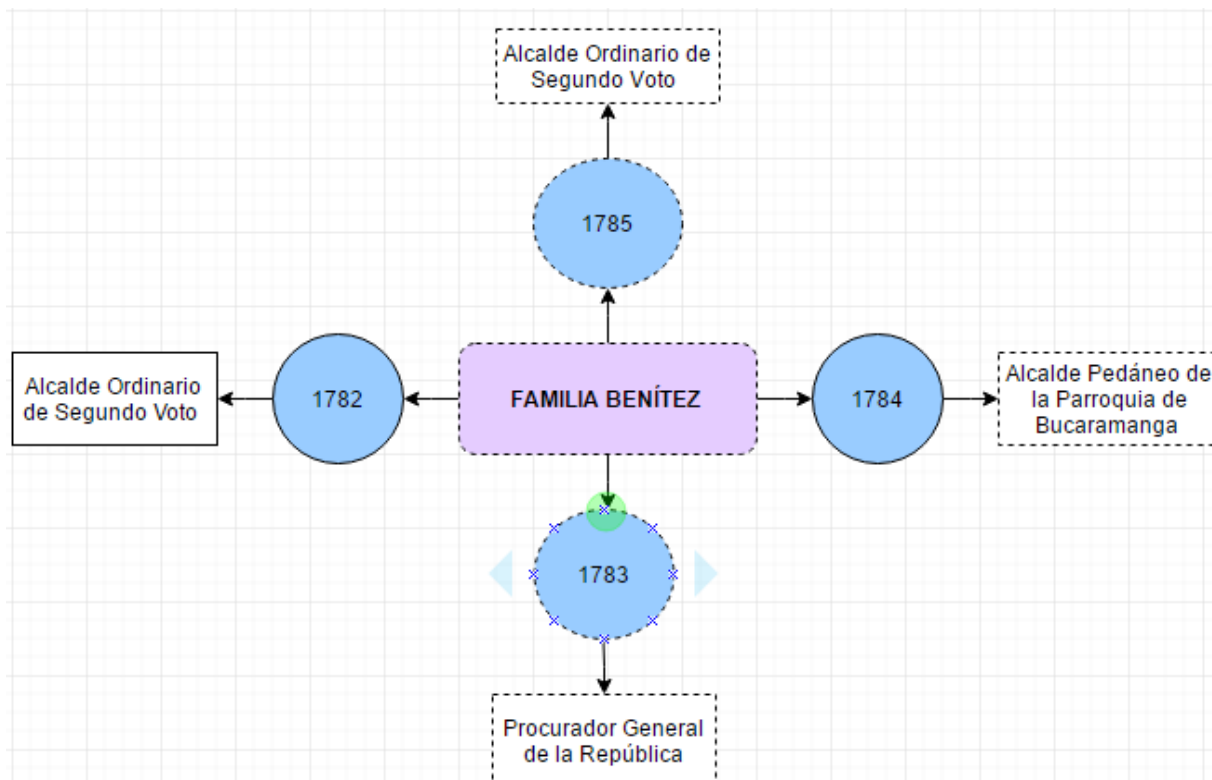 Alcalde Ordinario de
Segundo Voto
1785
Alcalde Ordinario
de Segundo Voto
1782
FAMILIA BENÍTEZ
1784
Alcalde Pedáneo de
la Parroquia de
Bucaramanga
1783
Procurador General
de la República